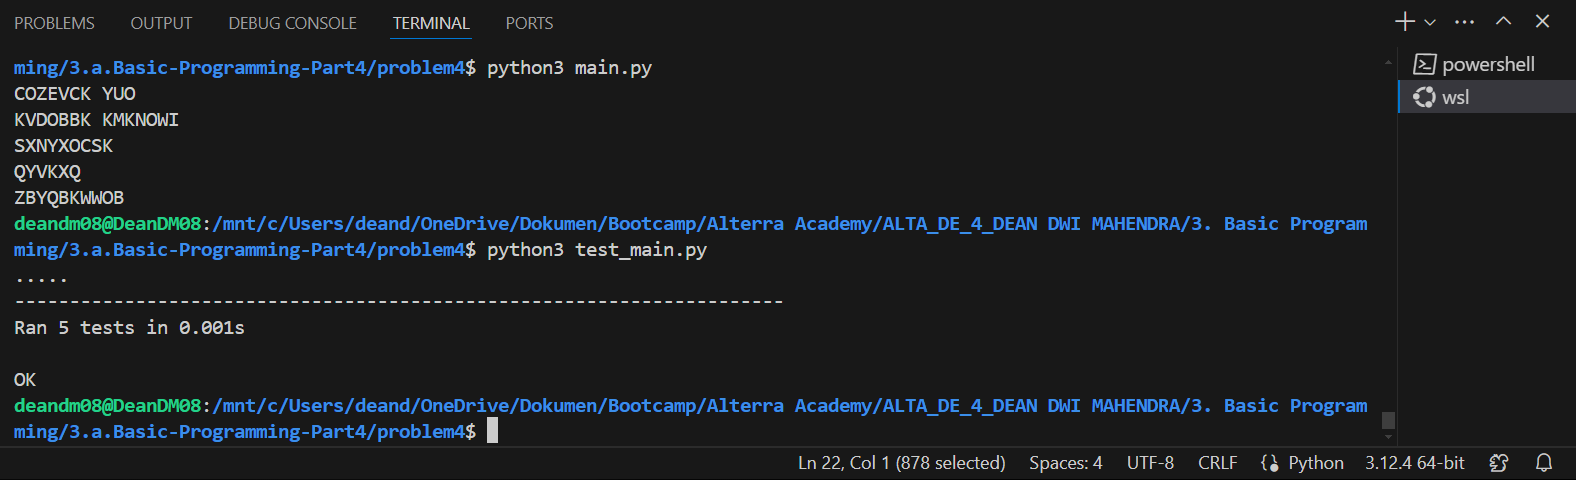 PROBLEMS OUTPUT DEBUG CONSOLE TERMINAL PORTS
ming/3.a.Basic-Programming-Part4/problem4$ python3 main.py
COZEVCK YUO
KVDOBBK KMKNOWI
SXNYXOCSK
QYVKXQ
ZBYQBKWWOB
deandm08@DeanDM08:/mnt/c/Users/deand/OneDrive/Dokumen/Bootcamp/Alterra Academy/ALTA_DE_4_DEAN DWI MAHENDRA/3. Basic Program
ming/3.a.Basic-Programming-Part4/problem4$ python3 test_main.py
.....
----------------------------------------------------------------------
Ran 5 tests in 0.001s
OK
deandm08@DeanDM08:/mnt/c/Users/deand/OneDrive/Dokumen/Bootcamp/Alterra Academy/ALTA_DE_4_DEAN DWI MAHENDRA/3. Basic Program
ming/3.a.Basic-Programming-Part4/problem4$
powershell
wsl
Ln 22, Col 1 (878 selected) Spaces: 4 UTF-8 CRLF Python 3.12.4 64-bit